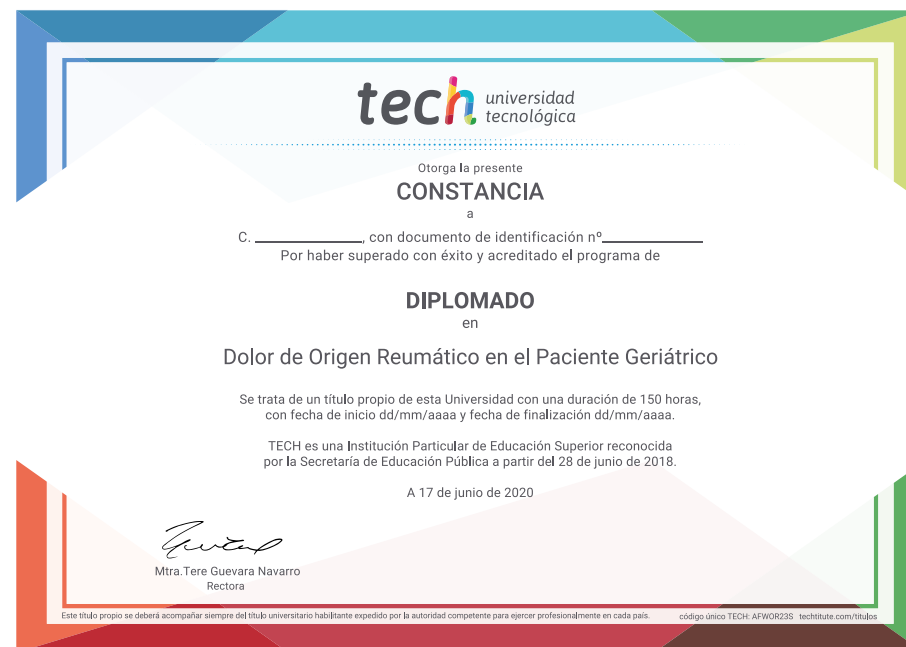 tech universidad
tecnológica
Otorga la presente
CONSTANCIA
a
C. ____________, con documento de identificación nº____________
Por haber superado con éxito y acreditado el programa de
DIPLOMADO
en
Dolor de Origen Reumático en el Paciente Geriátrico
Se trata de un título propio de esta Universidad con una duración de 150 horas,
con fecha de inicio dd/mm/aaaa y fecha de finalización dd/mm/aaaa.
TECH es una Institución Particular de Educación Superior reconocida
por la Secretaría de Educación Pública a partir del 28 de junio de 2018.
A 17 de junio de 2020
Mtra.Tere Guevara Navarro
Rectora
Este título propio se deberá acompañar siempre del título universitario habilitante expedido por la autoridad competente para ejercer profesionalmente en cada país. código único TECH: AFWOR23S techtitute.com/titulos